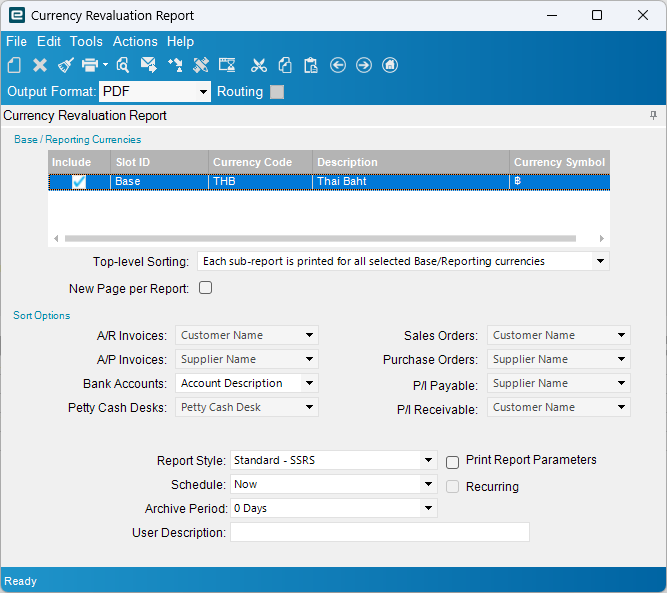 Currency Revaluation Report
File Edit Tools Actions Help
Output Format: PDF Routing
Currency Revaluation Report
Base / Reporting Currencies
Include Slot ID Currency Code Description Currency Symbol
Base THB Thai Baht ฿
Top-level Sorting: Each sub-report is printed for all selected Base/Reporting currencies
New Page per Report:
Sort Options
A/R Invoices: Customer Name Sales Orders: Customer Name
A/P Invoices: Supplier Name Purchase Orders: Supplier Name
Bank Accounts: Account Description P/I Payable: Supplier Name
Petty Cash Desks: Petty Cash Desk P/I Receivable: Customer Name
Report Style: Standard - SSRS Print Report Parameters
Schedule: Now Recurring
Archive Period: 0 Days
User Description:
Ready